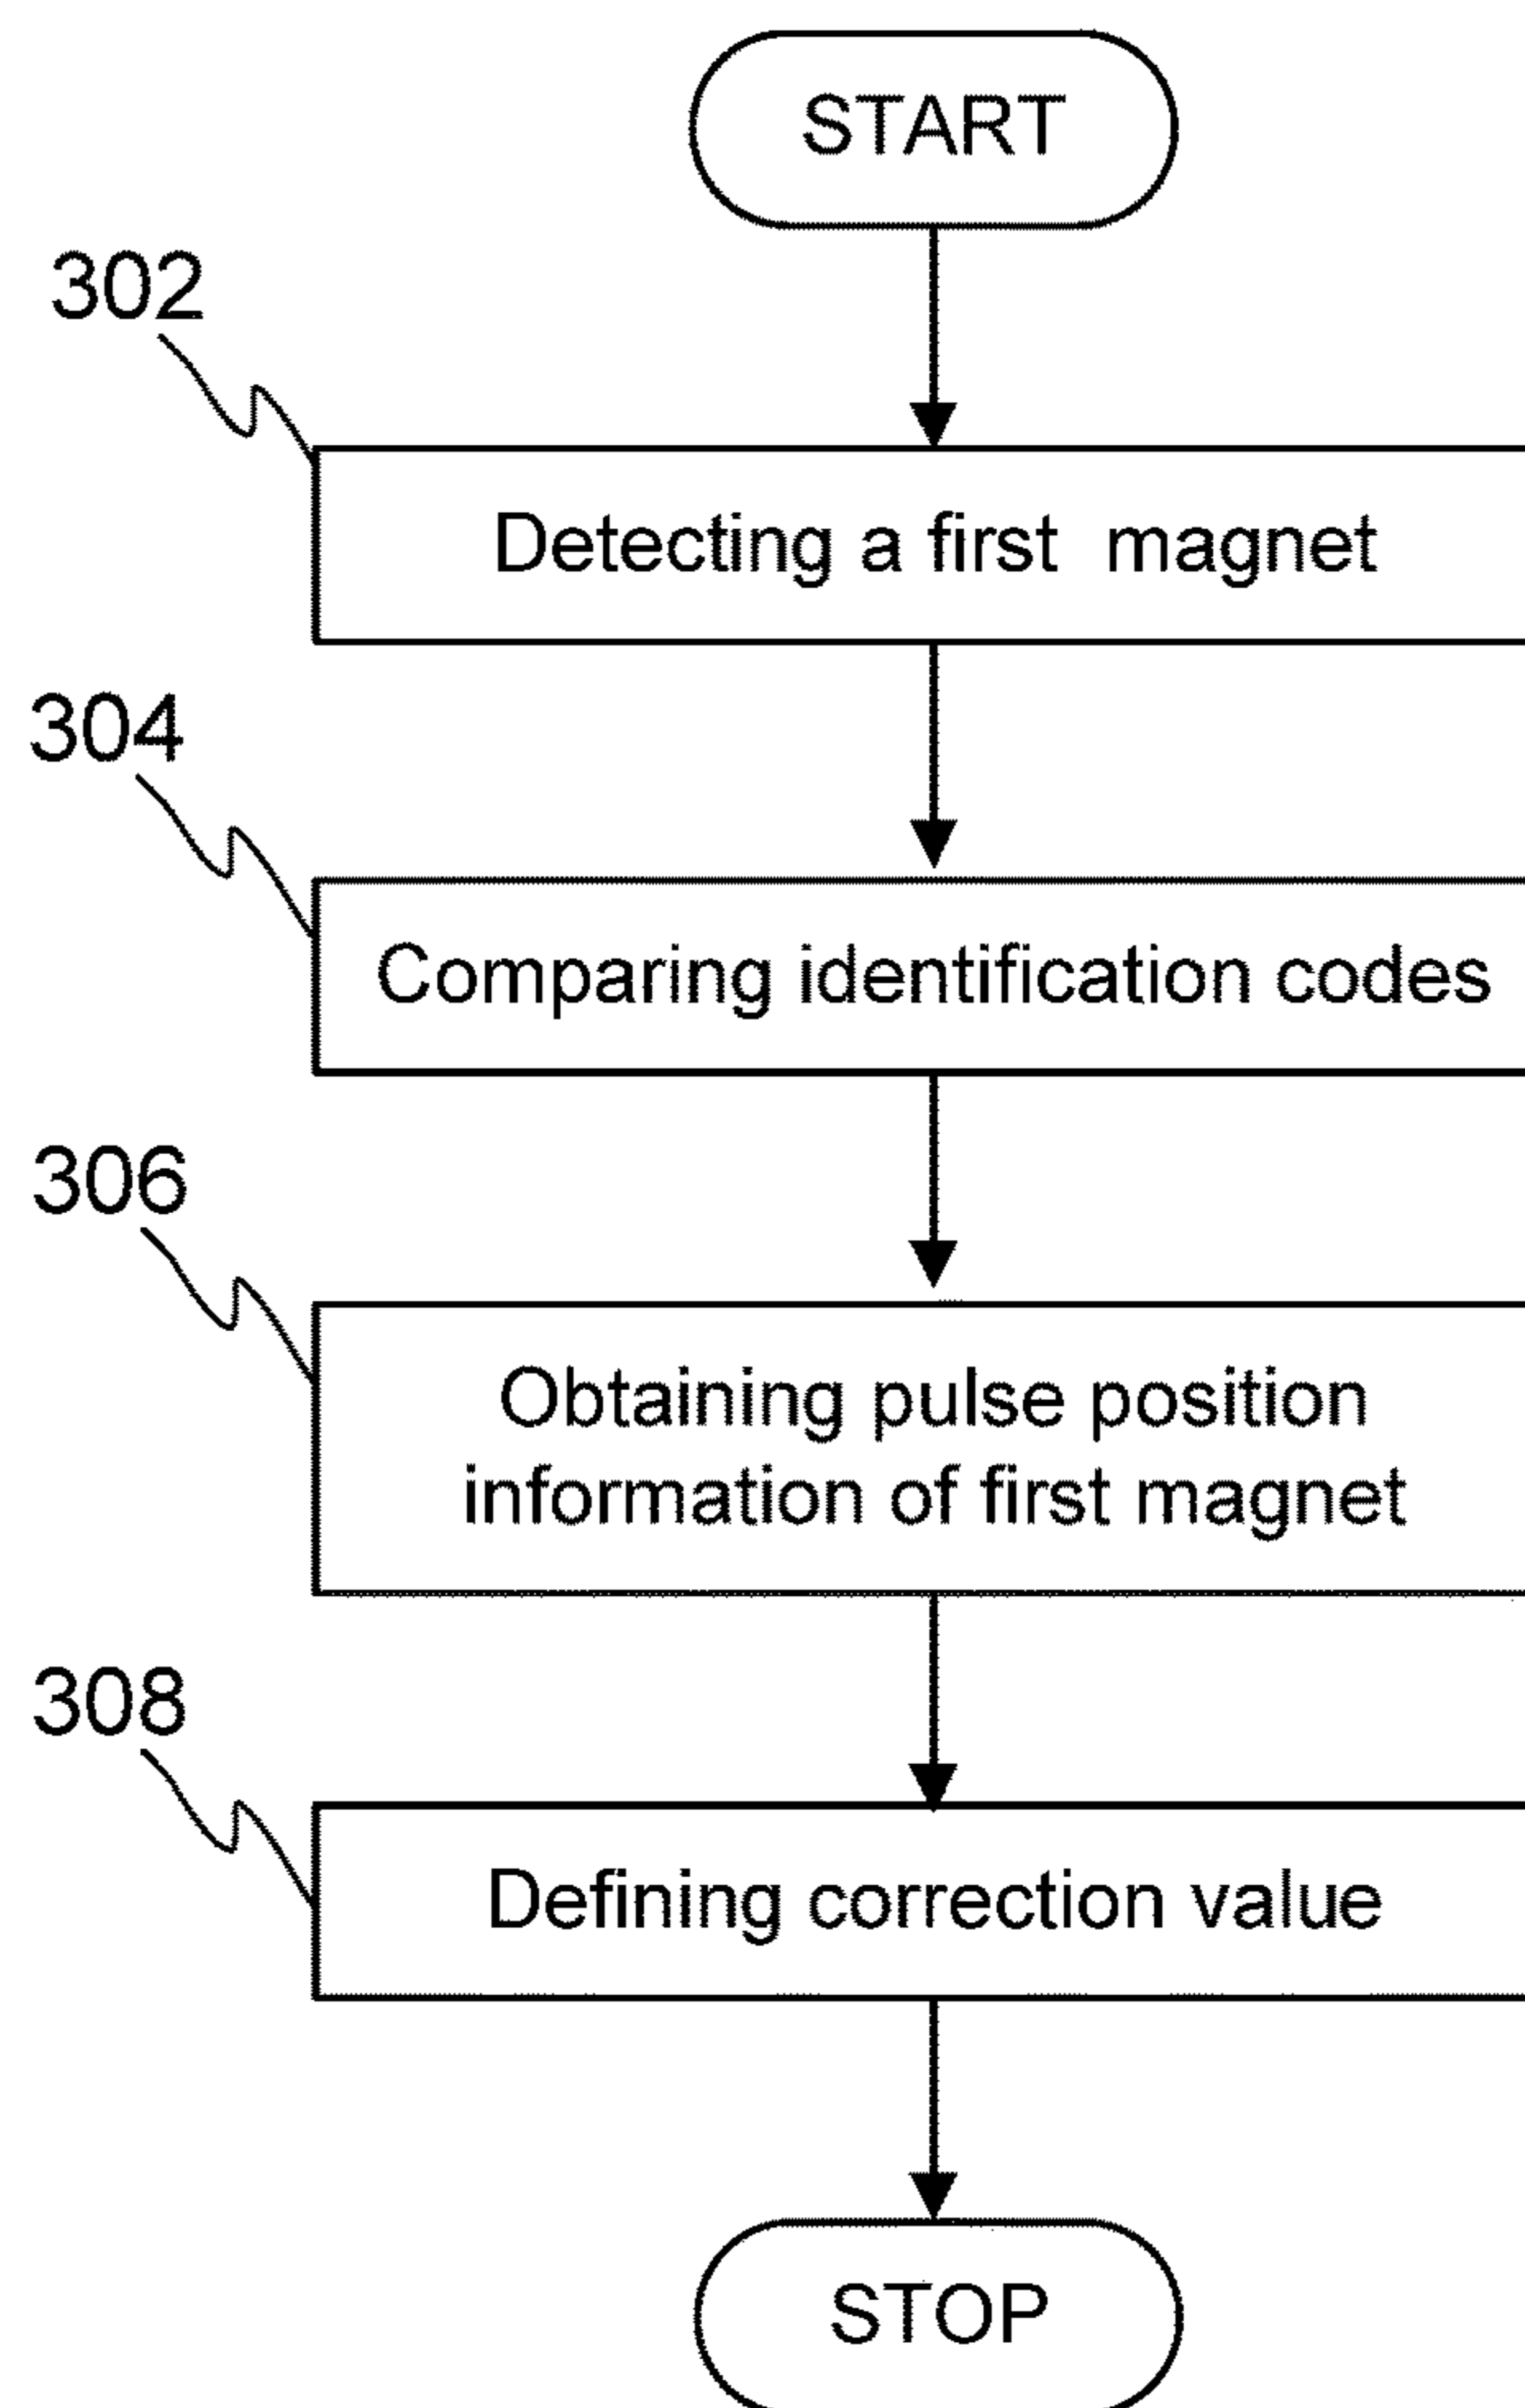 START
302
Detecting a first magnet
304
Comparing identification codes
306
Obtaining pulse position
information of first magnet
308
Defining correction value
STOP